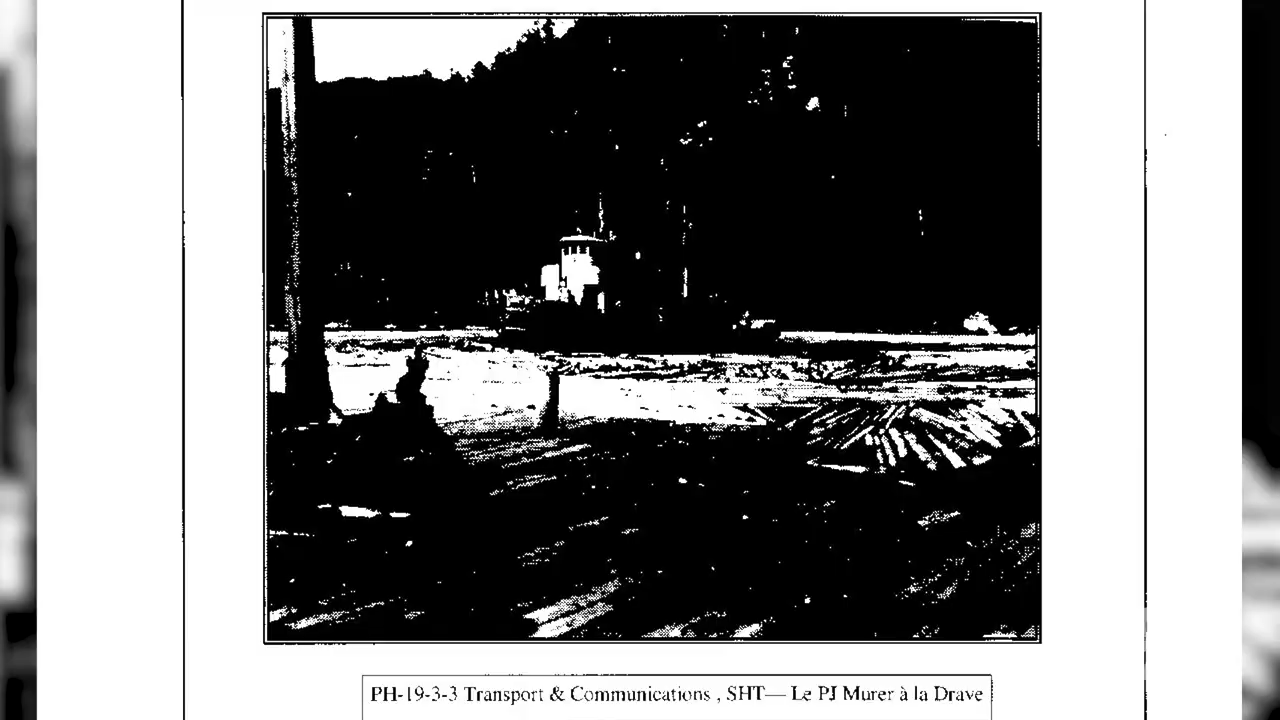 PH-19-3-3 Transport & Communications , SHT— Le PJ Murer à la Drave